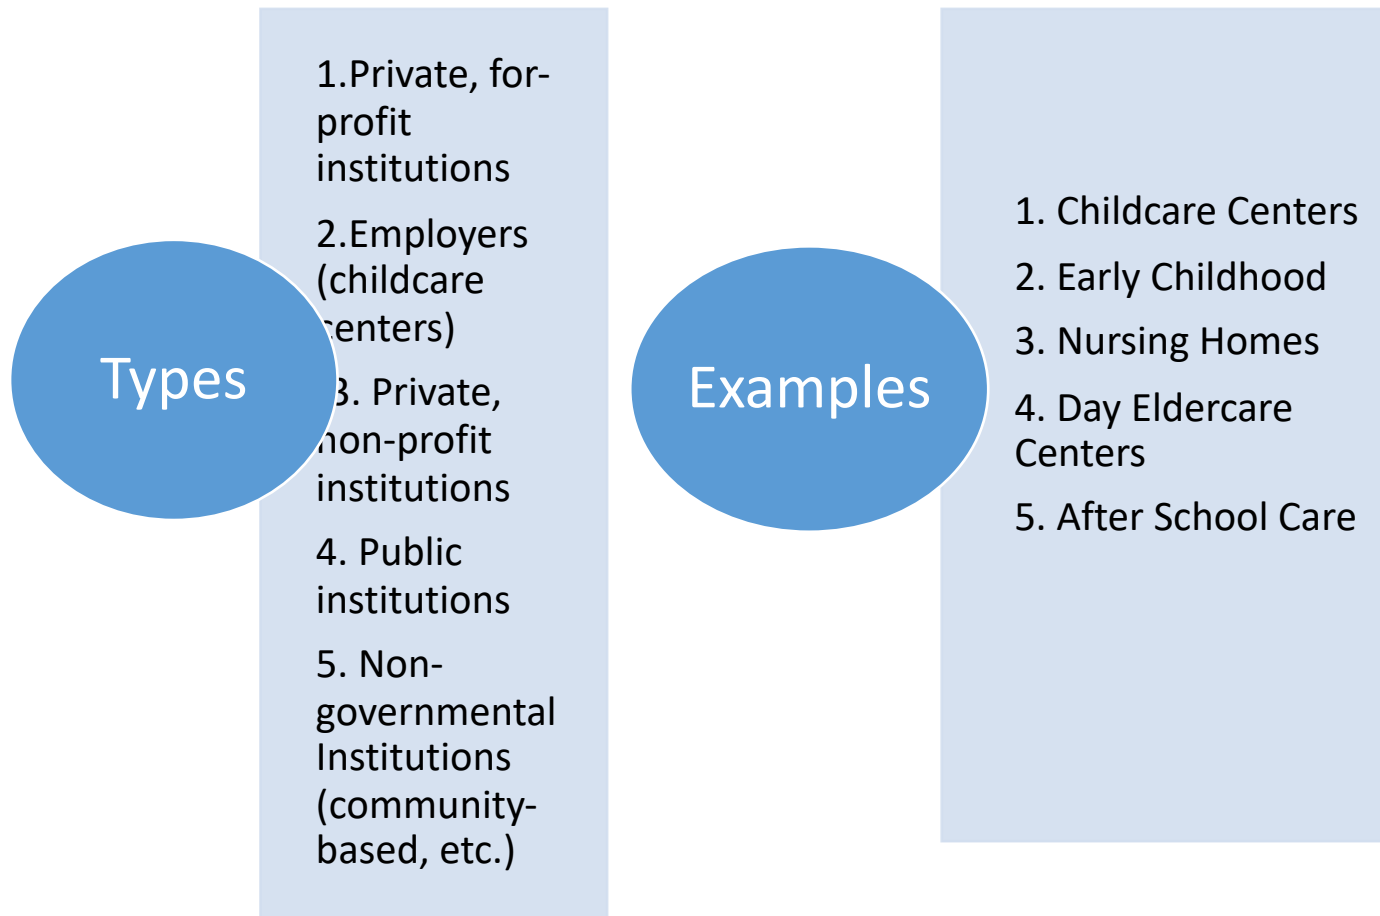 Types
1.Private, for-
profit
institutions
2.Employers
(childcare
centers)
3. Private,
non-profit
institutions
4. Public
institutions
5. Non-
governmental
Institutions
(community-
based, etc.)
Examples
1. Childcare Centers
2. Early Childhood
3. Nursing Homes
4. Day Eldercare
Centers
5. After School Care